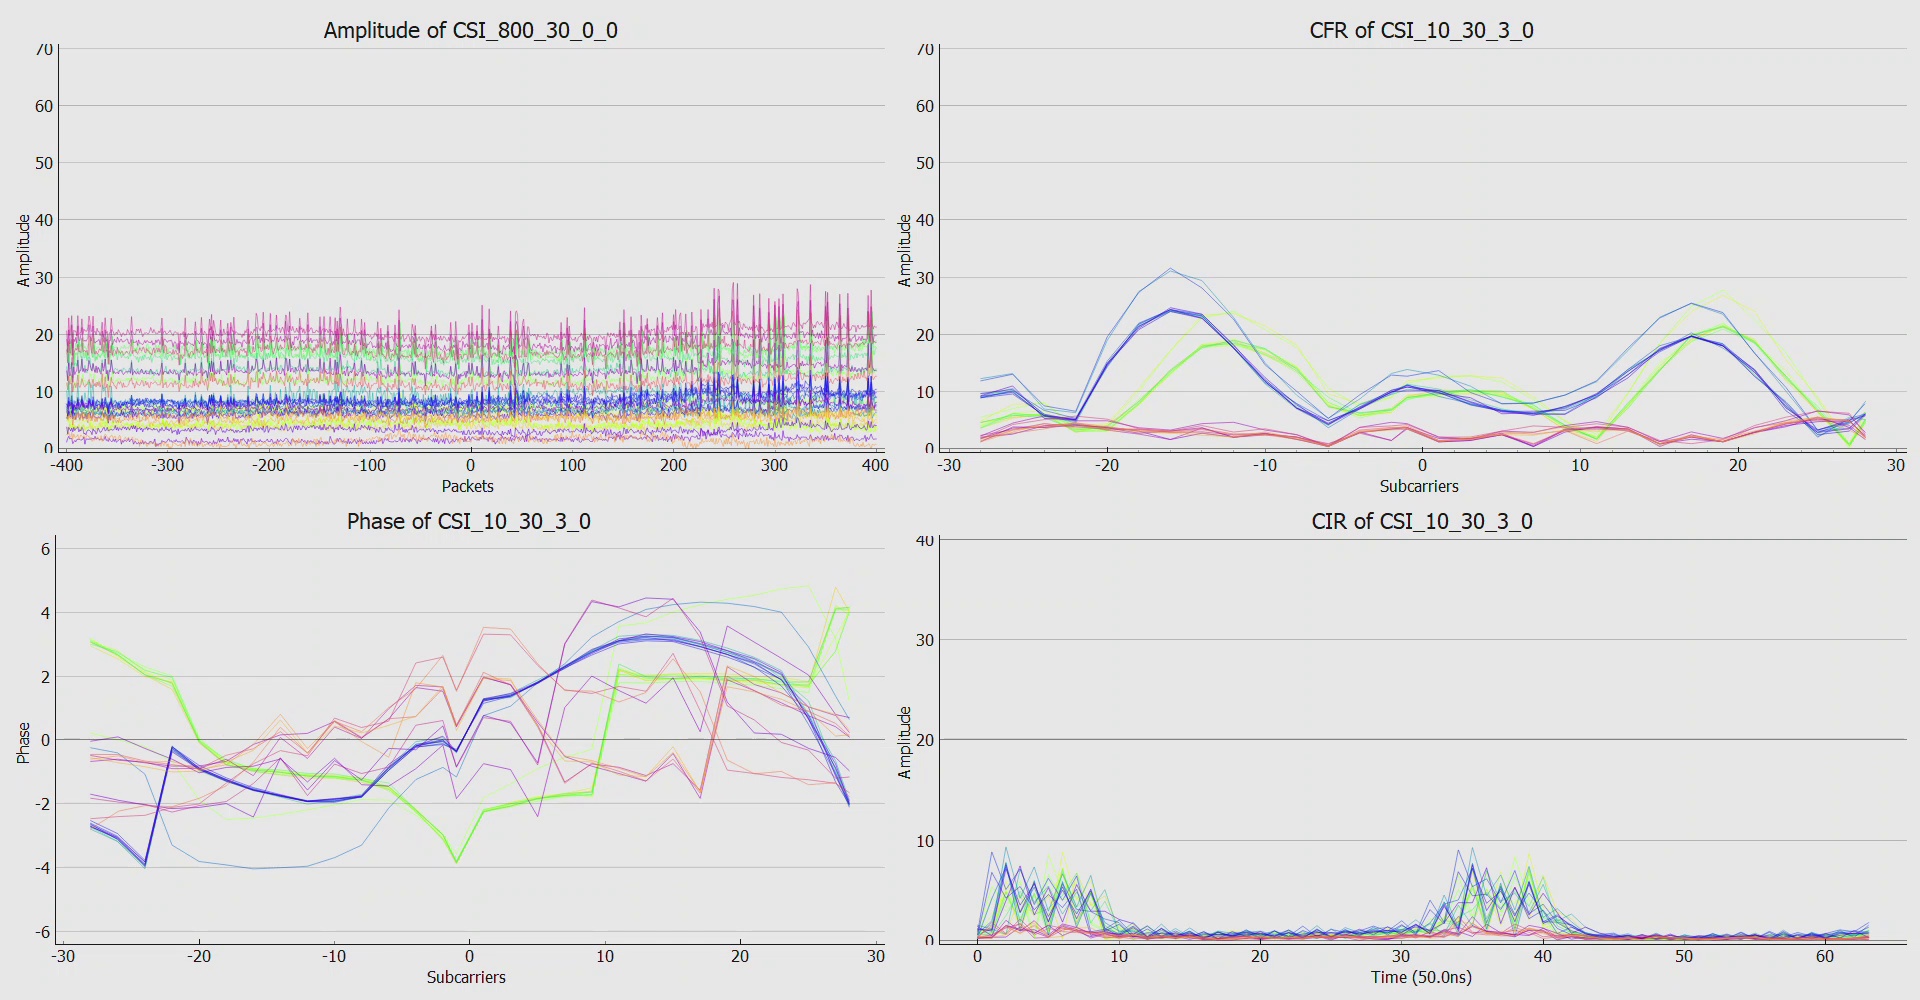 Amplitude of CSI_800_30_0_0
70
60
50
40
30
20
10
0
Amplitude
-400 -300 -200 -100 0 100 200 300 400
Packets
CFR of CSI_10_30_3_0
70
60
50
40
30
20
10
0
Amplitude
-30 -20 -10 0 10 20 30
Subcarriers
Phase of CSI_10_30_3_0
6
4
2
0
-2
-4
-6
Phase
-30 -20 -10 0 10 20 30
Subcarriers
CIR of CSI_10_30_3_0
40
30
20
10
0
Amplitude
0 10 20 30 40 50 60
Time (50.0ns)